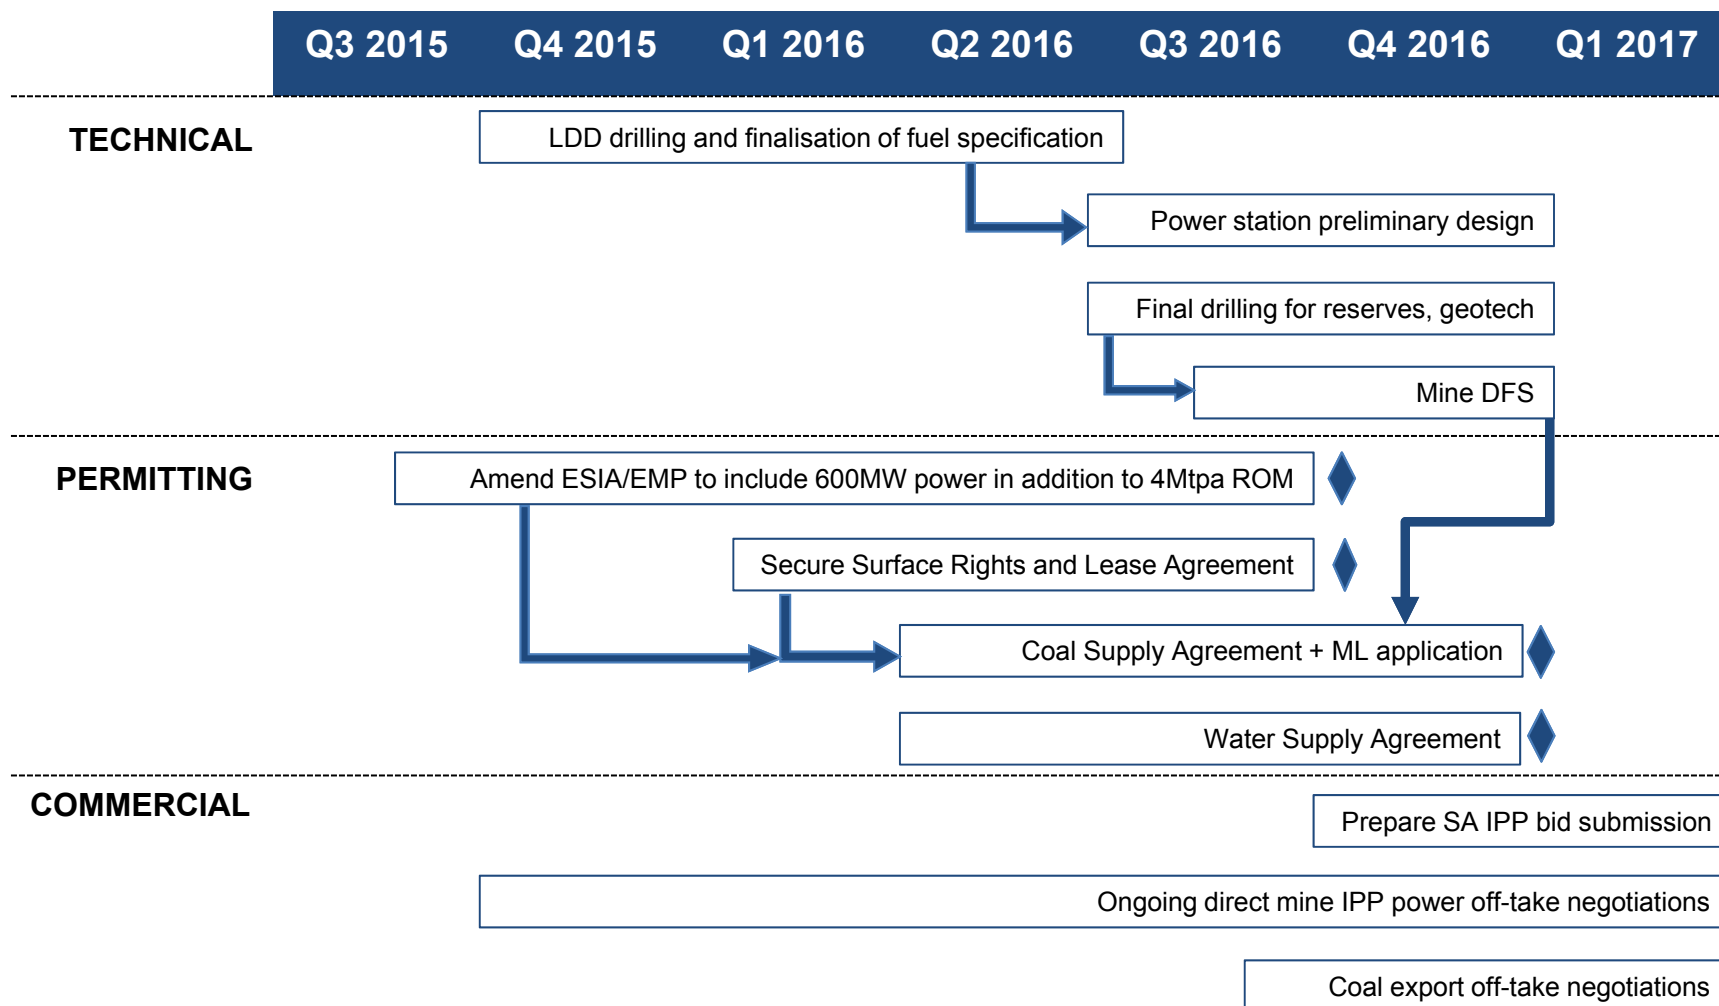 Q3 2015 Q4 2015 Q1 2016 Q2 2016 Q3 2016 Q4 2016 Q1 2017
TECHNICAL
LDD drilling and finalisation of fuel specification
Power station preliminary design
Final drilling for reserves, geotech
Mine DFS
PERMITTING
Amend ESIA/EMP to include 600MW power in addition to 4Mtpa ROM
Secure Surface Rights and Lease Agreement
Coal Supply Agreement + ML application
Water Supply Agreement
COMMERCIAL
Prepare SA IPP bid submission
Ongoing direct mine IPP power off-take negotiations
Coal export off-take negotiations